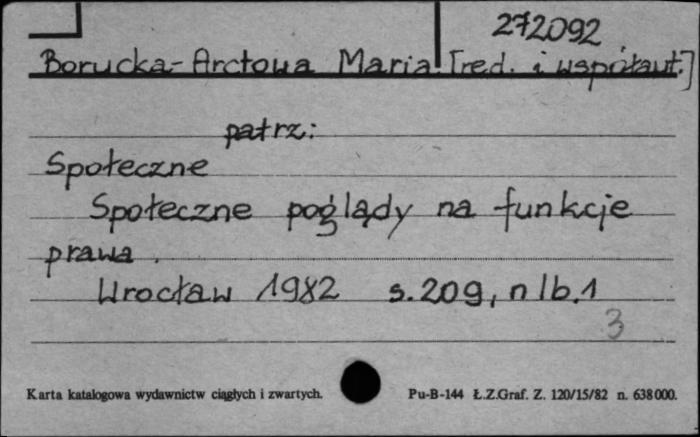 272092
Borucka-Arctowa Maria [red. i współaut.]
patrz:
Społeczne
Społeczne poglądy na funkcje
prawa.
Wrocław 1982 s.209, nlb.1
3
Karta katalogowa wydawnictw ciągłych i zwartych. Pu-B-144 Ł.Z.Graf. Z. 120/15/82 n. 638000.